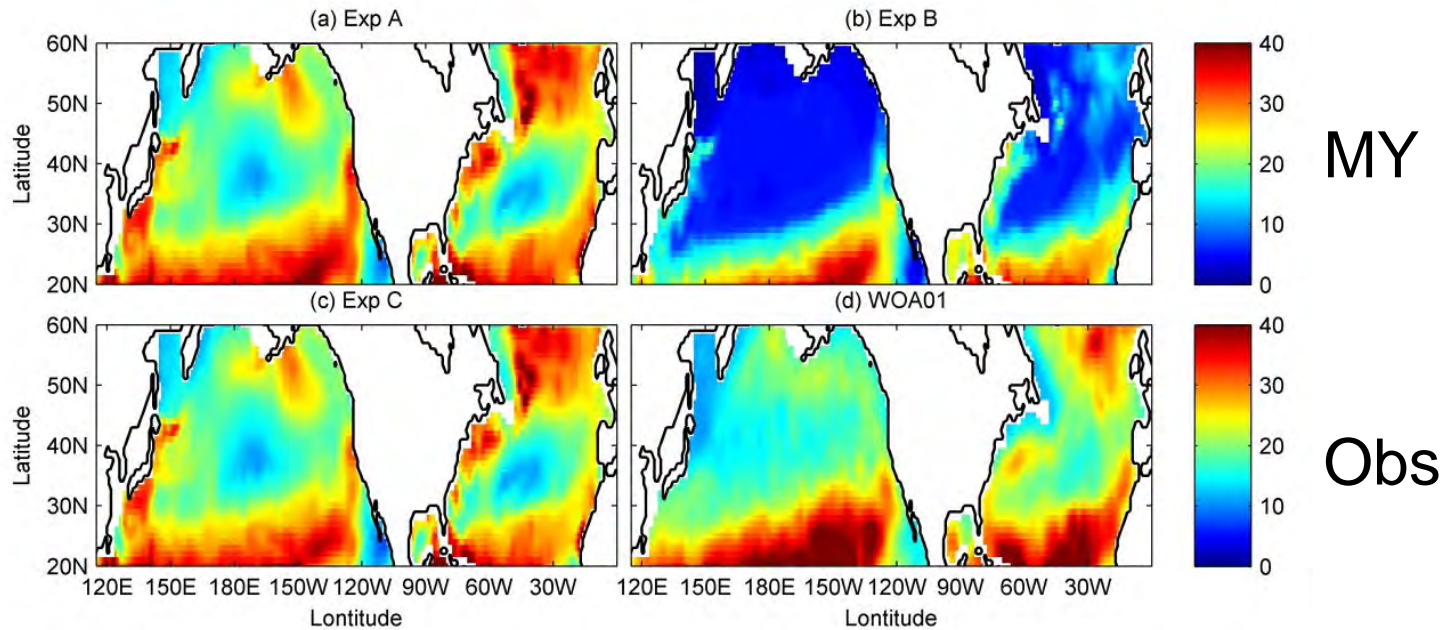 (a) Exp A
(b) Exp B
60N
50N
40N
30N
20N
Latitude
40
30
20
10
0
MY
(c) Exp C
(d) WOA01
60N
50N
40N
30N
20N
Latitude
120E 150E 180E 150W 120W 90W 60W 30W
Lontitude
120E 150E 180E 150W 120W 90W 60W 30W
Lontitude
40
30
20
10
0
Obs